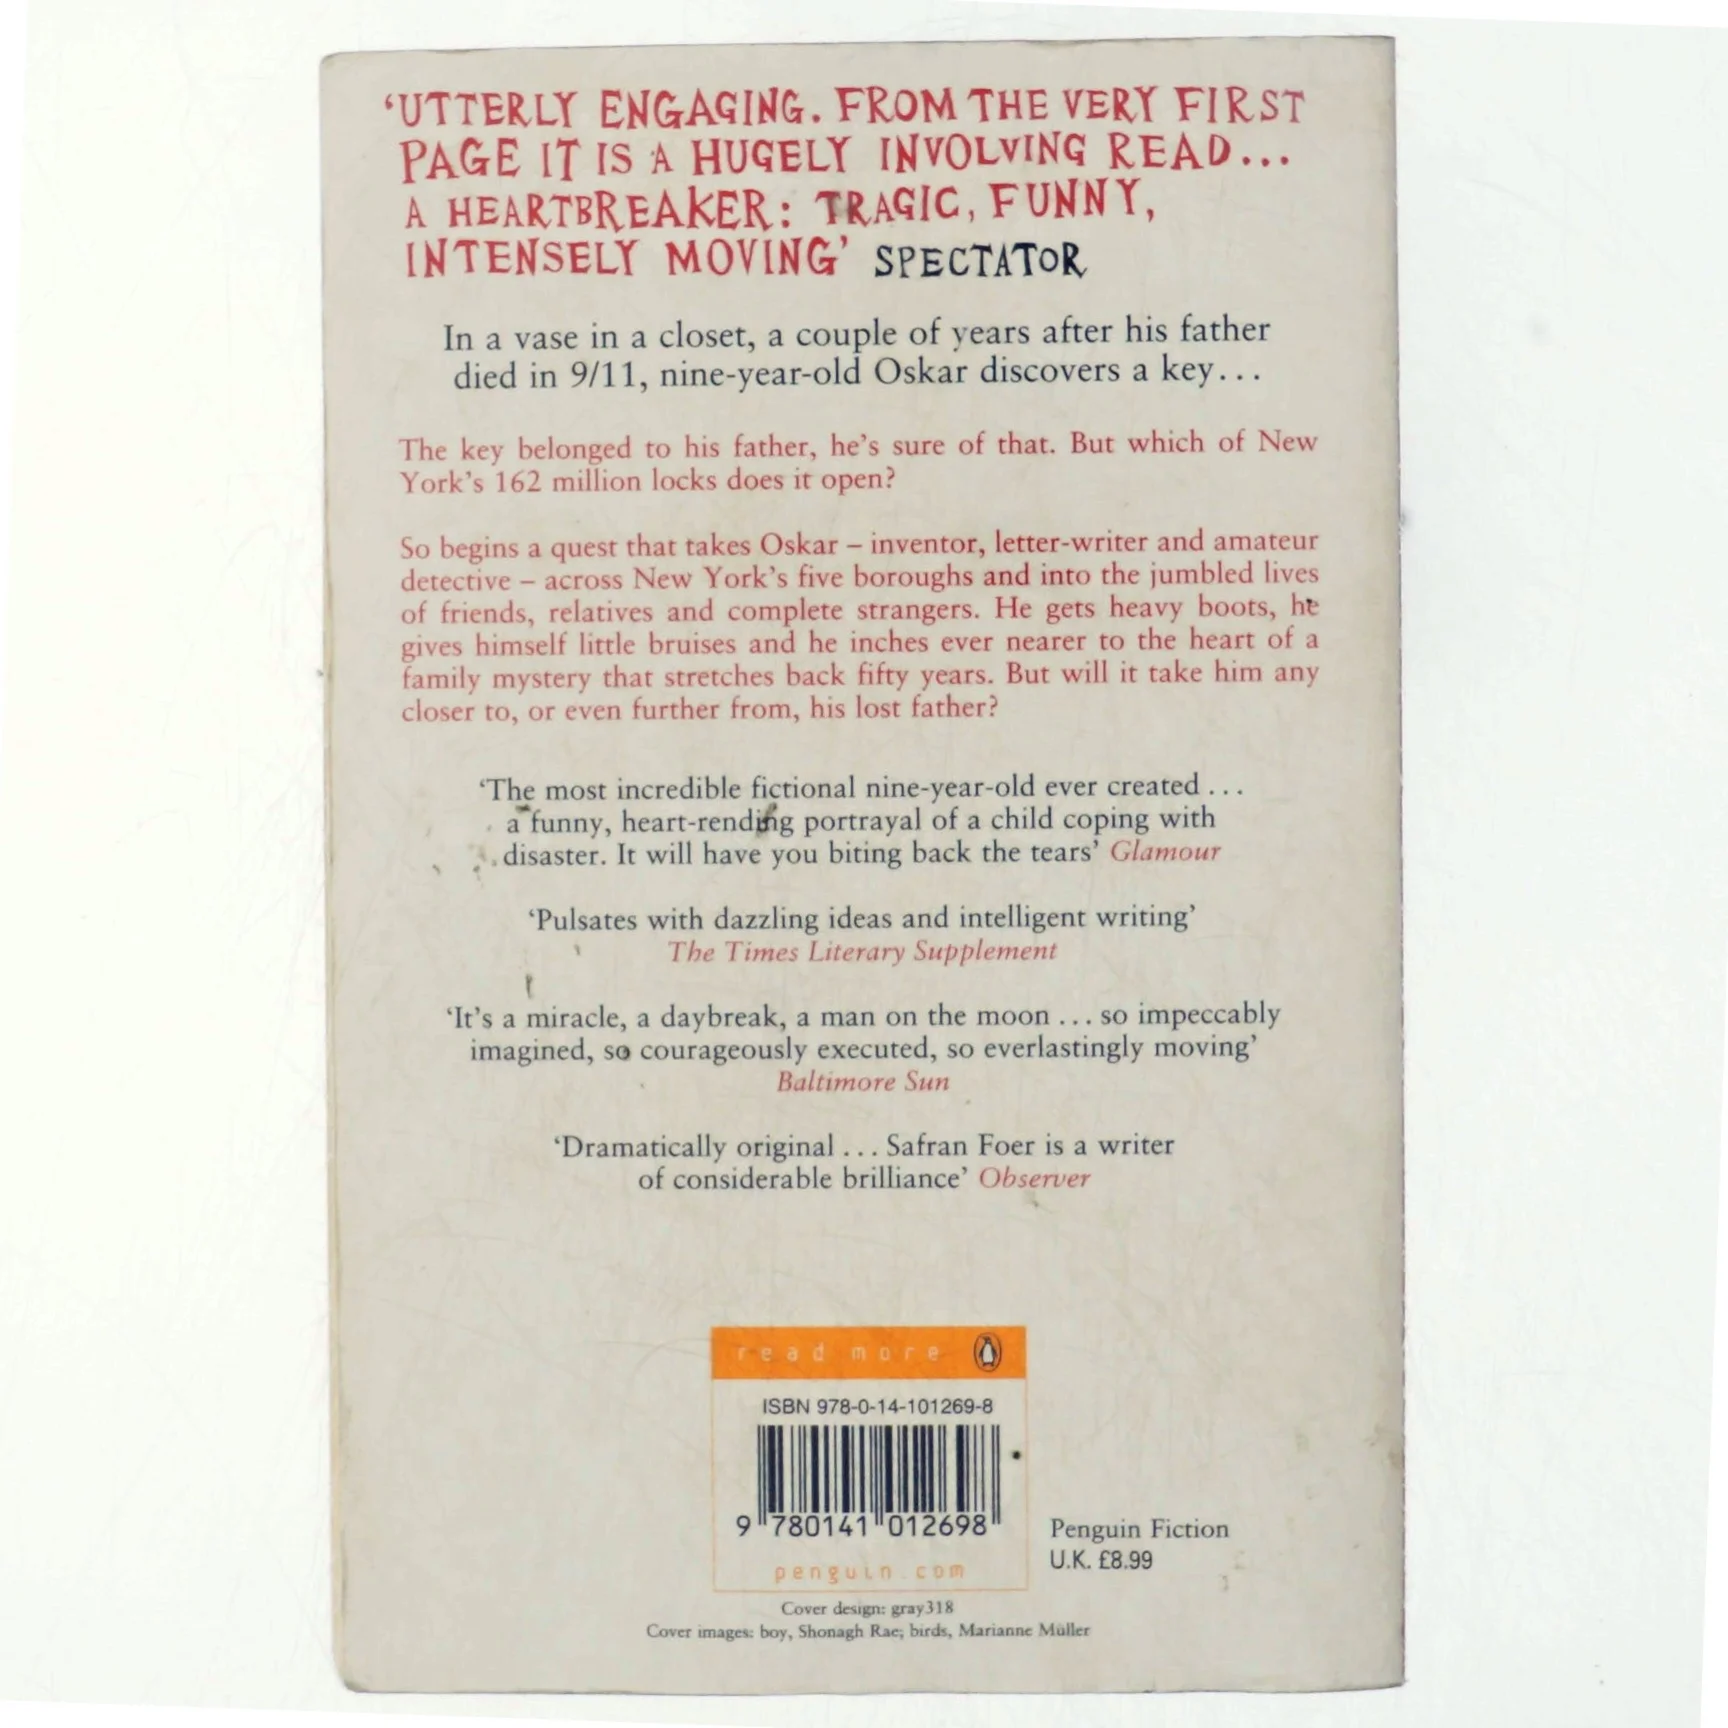 ‘UTTERLY ENGAGING. FROM THE VERY FIRST
PAGE IT IS A HUGELY INVOLVING READ...
A HEARTBREAKER: TRAGIC, FUNNY,
INTENSELY MOVING’ SPECTATOR
In a vase in a closet, a couple of years after his father
died in 9/11, nine-year-old Oskar discovers a key...
The key belonged to his father, he’s sure of that. But which of New
York’s 162 million locks does it open?
So begins a quest that takes Oskar – inventor, letter-writer and amateur
detective – across New York’s five boroughs and into the jumbled lives
of friends, relatives and complete strangers. He gets heavy boots, he
gives himself little bruises and he inches ever nearer to the heart of a
family mystery that stretches back fifty years. But will it take him any
closer to, or even further from, his lost father?
‘The most incredible fictional nine-year-old ever created ...
a funny, heart-rending portrayal of a child coping with
disaster. It will have you biting back the tears’ Glamour
‘Pulsates with dazzling ideas and intelligent writing’
The Times Literary Supplement
‘It’s a miracle, a daybreak, a man on the moon ... so impeccably
imagined, so courageously executed, so everlastingly moving’
Baltimore Sun
‘Dramatically original ... Safran Foer is a writer
of considerable brilliance’ Observer
read more
ISBN 978-0-14-101269-8
9 780141 012698
penguin.com
Penguin Fiction
U.K. £8.99
Cover design: gray318
Cover images: boy, Shonagh Rae; birds, Marianne Müller